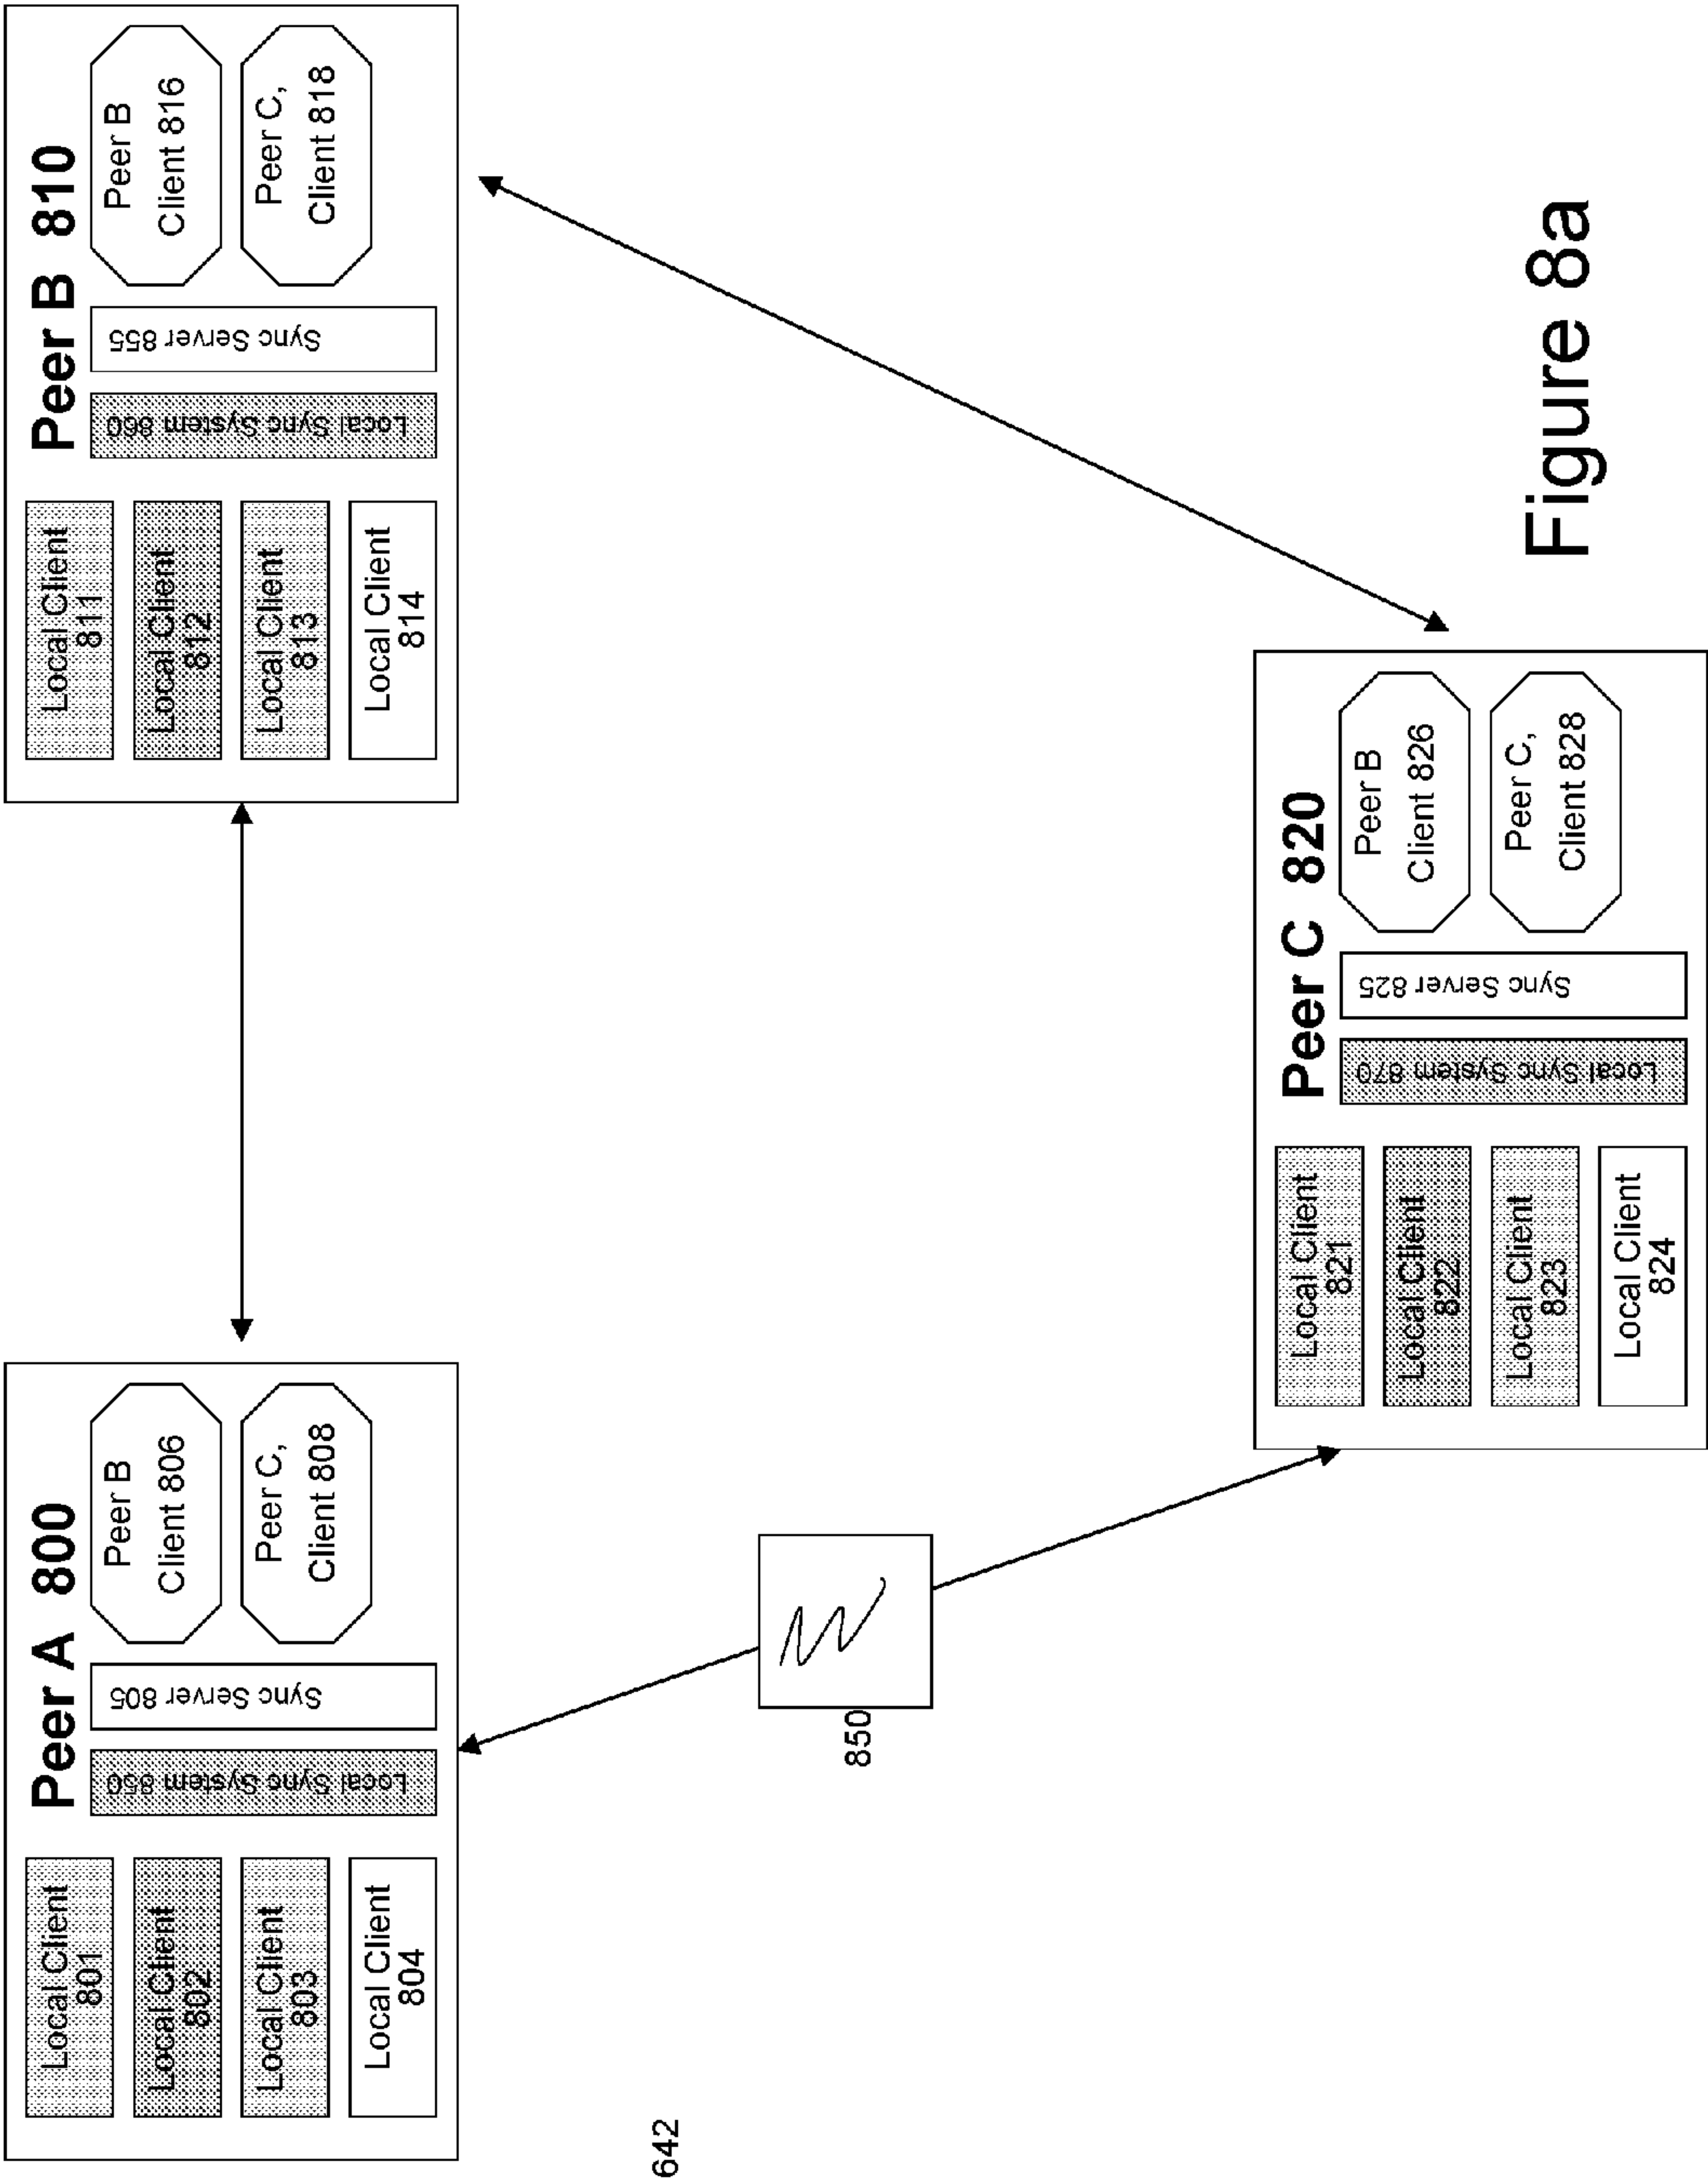 Peer A 800
Local Client
801
Local Client
802
Local Client
803
Local Client
804
Local Sync System 850
Sync Server 805
Peer B
Client 806
Peer C,
Client 808
Peer B 810
Local Client
811
Local Client
812
Local Client
813
Local Client
814
Local Sync System 860
Sync Server 855
Peer B
Client 816
Peer C,
Client 818
642
850
Peer C 820
Local Client
821
Local Client
822
Local Client
823
Local Client
824
Local Sync System 870
Sync Server 825
Peer B
Client 826
Peer C,
Client 828
Figure 8a